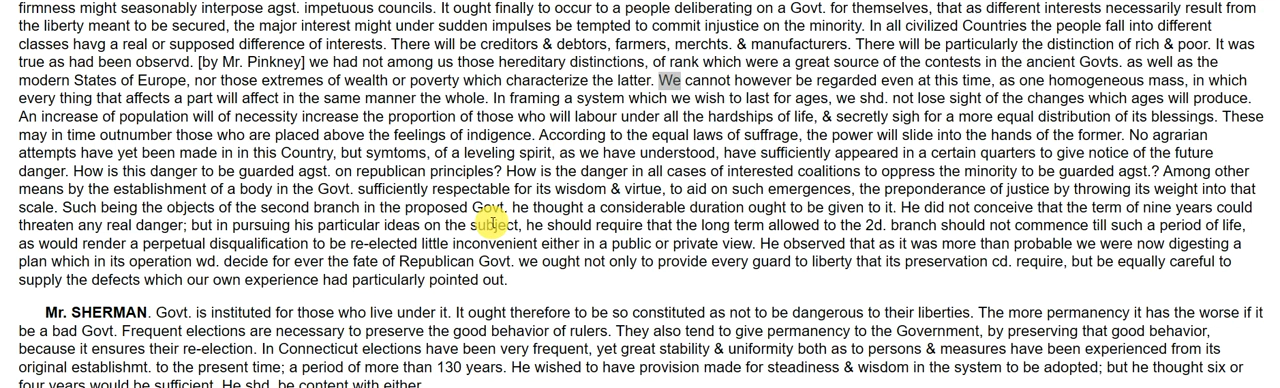 firmness might seasonably interpose agst. impetuous councils. It ought finally to occur to a people deliberating on a Govt. for themselves, that as different interests necessarily result from
the liberty meant to be secured, the major interest might under sudden impulses be tempted to commit injustice on the minority. In all civilized Countries the people fall into different
classes havg a real or supposed difference of interests. There will be creditors & debtors, farmers, merchts. & manufacturers. There will be particularly the distinction of rich & poor. It was
true as had been observd. [by Mr. Pinkney] we had not among us those hereditary distinctions, of rank which were a great source of the contests in the ancient Govts. as well as the
modern States of Europe, nor those extremes of wealth or poverty which characterize the latter. We cannot however be regarded even at this time, as one homogeneous mass, in which
every thing that affects a part will affect in the same manner the whole. In framing a system which we wish to last for ages, we shd. not lose sight of the changes which ages will produce.
An increase of population will of necessity increase the proportion of those who will labour under all the hardships of life, & secretly sigh for a more equal distribution of its blessings. These
may in time outnumber those who are placed above the feelings of indigence. According to the equal laws of suffrage, the power will slide into the hands of the former. No agrarian
attempts have yet been made in in this Country, but symtoms, of a leveling spirit, as we have understood, have sufficiently appeared in a certain quarters to give notice of the future
danger. How is this danger to be guarded agst. on republican principles? How is the danger in all cases of interested coalitions to oppress the minority to be guarded agst.? Among other
means by the establishment of a body in the Govt. sufficiently respectable for its wisdom & virtue, to aid on such emergences, the preponderance of justice by throwing its weight into that
scale. Such being the objects of the second branch in the proposed Govt. he thought a considerable duration ought to be given to it. He did not conceive that the term of nine years could
threaten any real danger; but in pursuing his particular ideas on the subject, he should require that the long term allowed to the 2d. branch should not commence till such a period of life,
as would render a perpetual disqualification to be re-elected little inconvenient either in a public or private view. He observed that as it was more than probable we were now digesting a
plan which in its operation wd. decide for ever the fate of Republican Govt. we ought not only to provide every guard to liberty that its preservation cd. require, but be equally careful to
supply the defects which our own experience had particularly pointed out.
Mr. SHERMAN. Govt. is instituted for those who live under it. It ought therefore to be so constituted as not to be dangerous to their liberties. The more permanency it has the worse if it
be a bad Govt. Frequent elections are necessary to preserve the good behavior of rulers. They also tend to give permanency to the Government, by preserving that good behavior,
because it ensures their re-election. In Connecticut elections have been very frequent, yet great stability & uniformity both as to persons & measures have been experienced from its
original establishmt. to the present time; a period of more than 130 years. He wished to have provision made for steadiness & wisdom in the system to be adopted; but he thought six or
four years would be sufficient. He shd. be content with either.